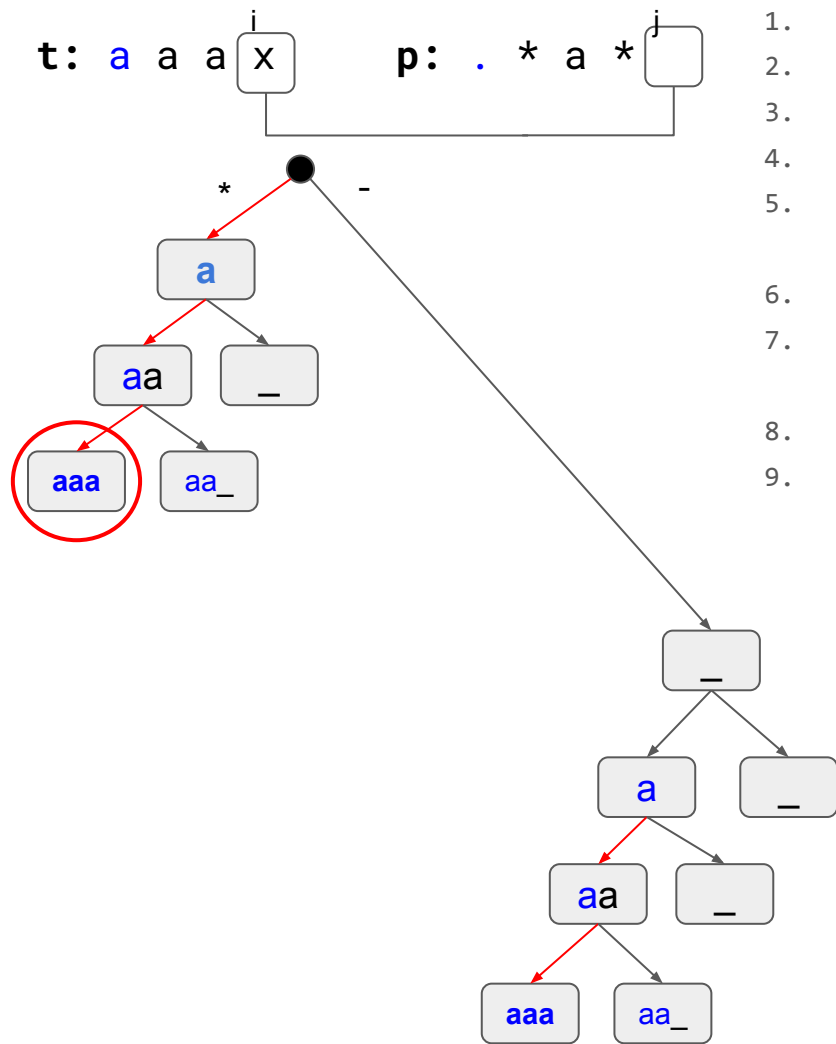 i j
t: a a a x p: . * a *
1.
2.
3.
4.
5.
6.
7.
8.
9.
* -
a
aa _
aaa aa_
_
a _
aa _
aaa aa_